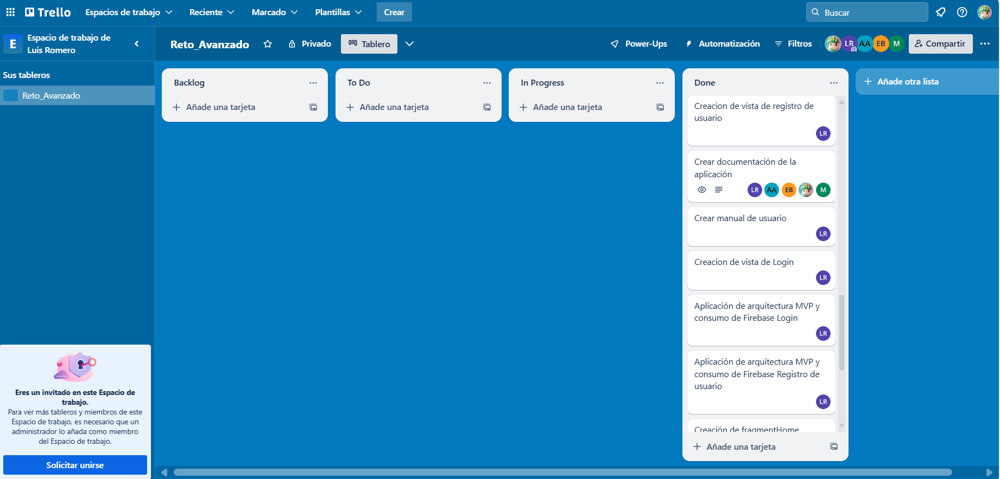 Trello
Espacios de trabajo
Reciente
Marcado
Plantillas
Crear
Buscar
E
Espacio de trabajo de
Luis Romero
Reto_Avanzado
Privado
Tablero
Power-Ups
Automatización
Filtros
LR
AA
EB
M
Compartir
Sus tableros
Reto_Avanzado
Eres un invitado en este Espacio de
trabajo.
Para ver más tableros y miembros de este
Espacio de trabajo, es necesario que un
administrador lo añada como miembro
del Espacio de trabajo.
Solicitar unirse
Backlog
Añade una tarjeta
To Do
Añade una tarjeta
In Progress
Añade una tarjeta
Done
Creacion de vista de registro de
usuario
LR
Crear documentación de la
aplicación
LR
AA
EB
M
Crear manual de usuario
LR
Creacion de vista de Login
LR
Aplicación de arquitectura MVP y
consumo de Firebase Login
LR
Aplicación de arquitectura MVP y
consumo de Firebase Registro de
usuario
LR
Creación de fragmentHome
Añade una tarjeta
Añade otra lista